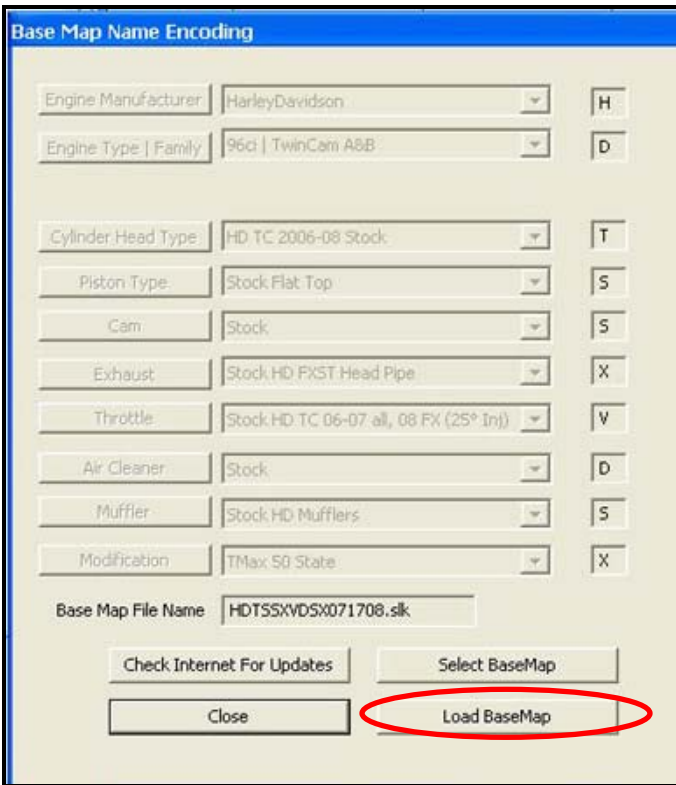 Base Map Name Encoding
Engine Manufacturer HarleyDavidson H
Engine Type | Family 96ci | TwinCam A&B D
Cylinder Head Type HD TC 2006-08 Stock T
Piston Type Stock Flat Top S
Cam Stock S
Exhaust Stock HD FXST Head Pipe X
Throttle Stock HD TC 06-07 all, 08 FX (25° Inj) V
Air Cleaner Stock D
Muffler Stock HD Mufflers S
Modification TMax 50 State X
Base Map File Name HDTSSXVDSX071708.slk
Check Internet For Updates Select BaseMap
Close Load BaseMap